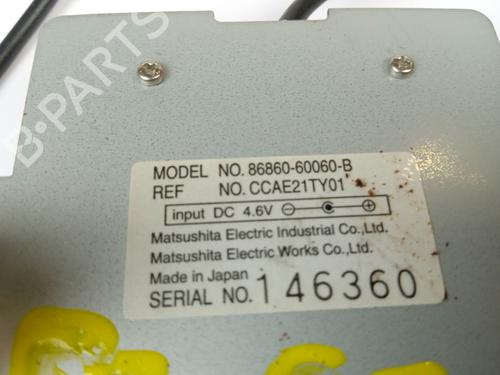 B-PARTS
MODEL NO. 86860-60060-B
REF NO. CCAE21TY01
input DC 4.6V
Matsushita Electric Industrial Co.,Ltd.
Matsushita Electric Works Co.,Ltd.
Made in Japan
SERIAL NO. 146360